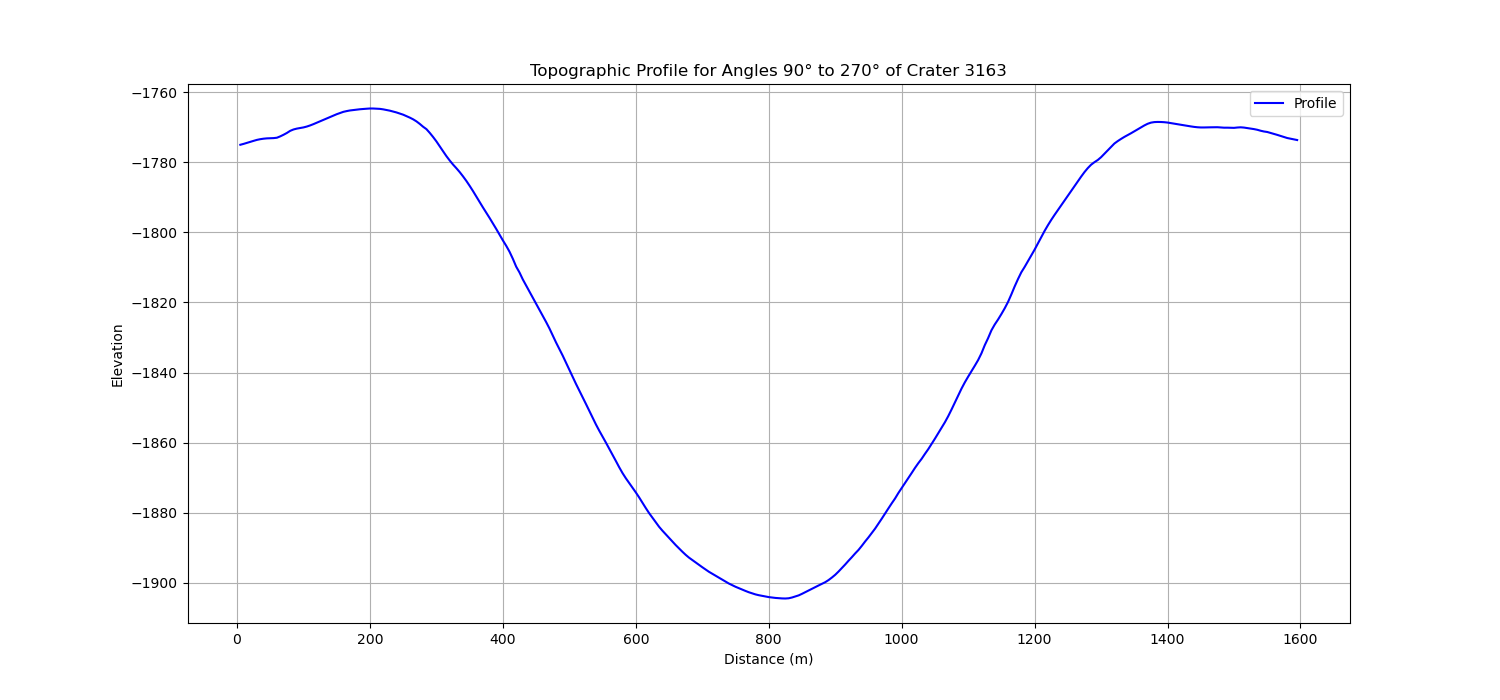 Topographic Profile for Angles 90° to 270° of Crater 3163
Profile
Elevation
−1760
−1780
−1800
−1820
−1840
−1860
−1880
−1900
0 200 400 600 800 1000 1200 1400 1600
Distance (m)